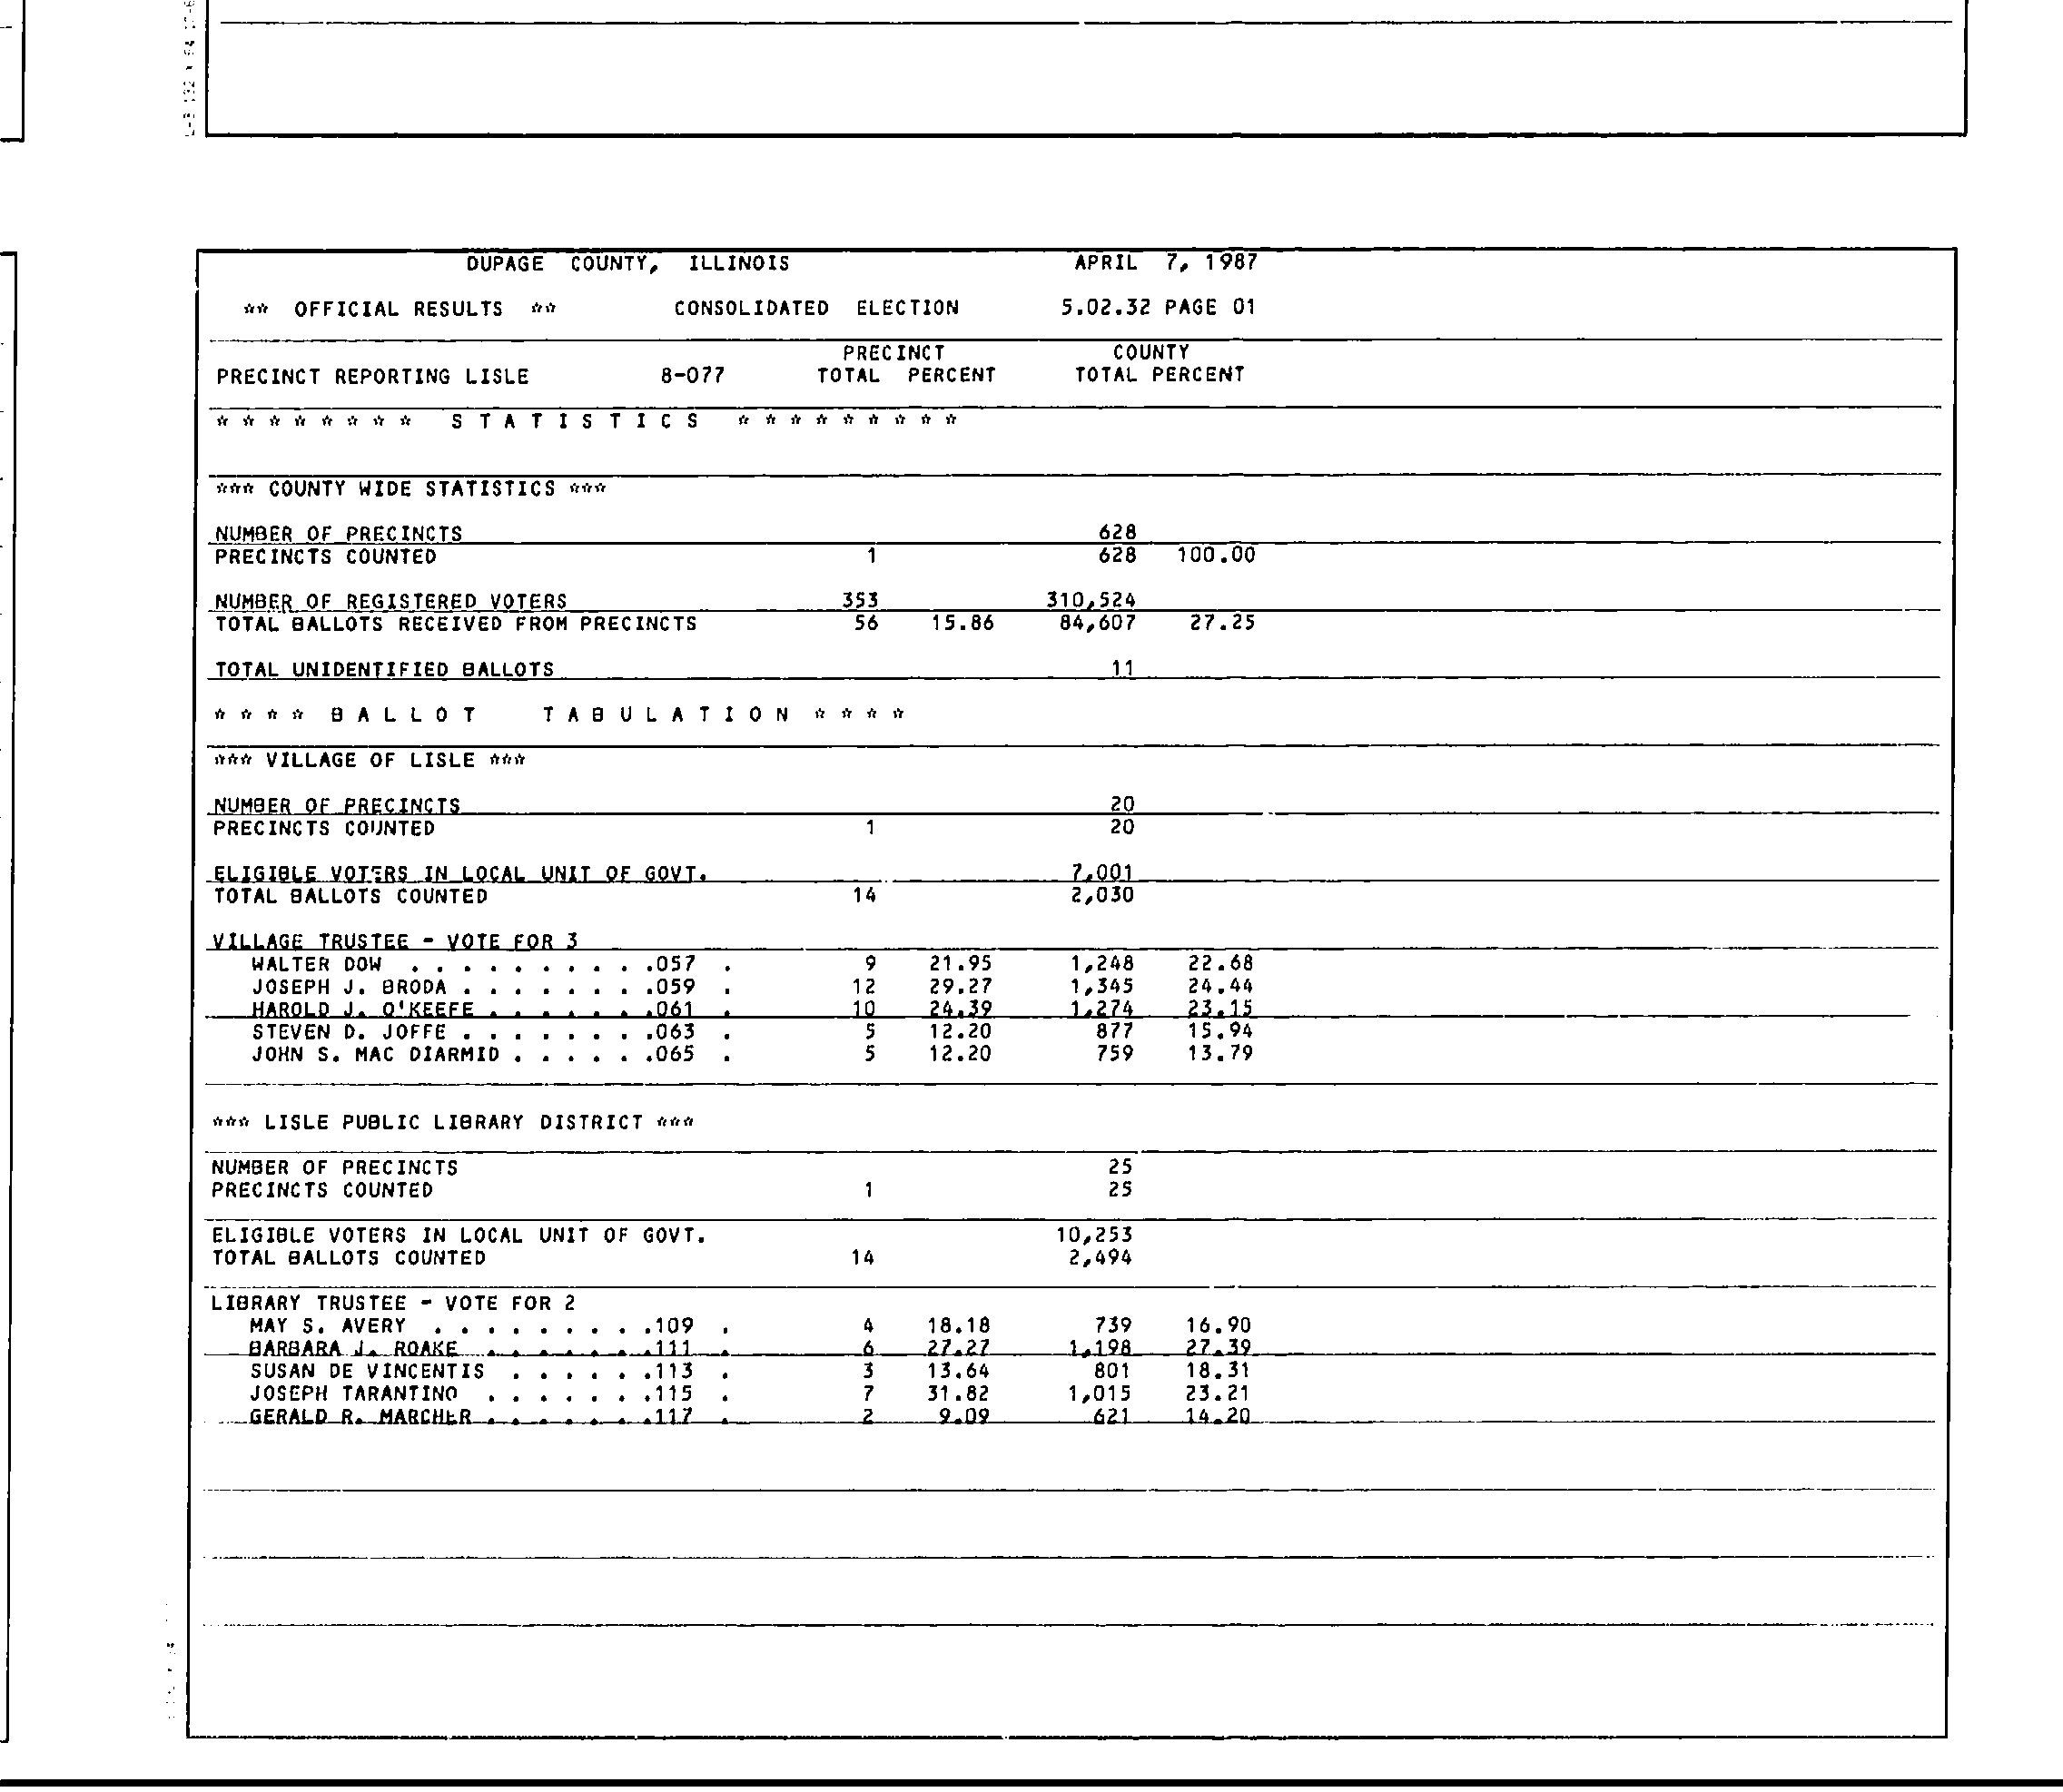 DUPAGE COUNTY, ILLINOIS APRIL 7, 1987
** OFFICIAL RESULTS ** CONSOLIDATED ELECTION 5.02.32 PAGE 01
PRECINCT COUNTY
PRECINCT REPORTING LISLE 8-077 TOTAL PERCENT TOTAL PERCENT
* * * * * * * * S T A T I S T I C S * * * * * * * * *
*** COUNTY WIDE STATISTICS ***
NUMBER OF PRECINCTS 628
PRECINCTS COUNTED 1 628 100.00
NUMBER OF REGISTERED VOTERS 353 310,524
TOTAL BALLOTS RECEIVED FROM PRECINCTS 56 15.86 84,607 27.25
TOTAL UNIDENTIFIED BALLOTS 11
* * * * B A L L O T T A B U L A T I O N * * * *
*** VILLAGE OF LISLE ***
NUMBER OF PRECINCTS 20
PRECINCTS COUNTED 1 20
ELIGIBLE VOTERS IN LOCAL UNIT OF GOVT. 7,001
TOTAL BALLOTS COUNTED 14 2,030
VILLAGE TRUSTEE - VOTE FOR 3
WALTER DOW . . . . . . . . . .057 . 9 21.95 1,248 22.68
JOSEPH J. BRODA . . . . . . . .059 . 12 29.27 1,345 24.44
HAROLD J. O'KEEFE . . . . . . .061 . 10 24.39 1,274 23.15
STEVEN D. JOFFE . . . . . . . .063 . 5 12.20 877 15.94
JOHN S. MAC DIARMID . . . . . .065 . 5 12.20 759 13.79
*** LISLE PUBLIC LIBRARY DISTRICT ***
NUMBER OF PRECINCTS 25
PRECINCTS COUNTED 1 25
ELIGIBLE VOTERS IN LOCAL UNIT OF GOVT. 10,253
TOTAL BALLOTS COUNTED 14 2,494
LIBRARY TRUSTEE - VOTE FOR 2
MAY S. AVERY . . . . . . . . .109 . 4 18.18 739 16.90
BARBARA J. ROAKE . . . . . . .111 . 6 27.27 1,198 27.39
SUSAN DE VINCENTIS . . . . . .113 . 3 13.64 801 18.31
JOSEPH TARANTINO . . . . . . .115 . 7 31.82 1,015 23.21
GERALD R. MARCHER . . . . . . .117 . 2 9.09 621 14.20